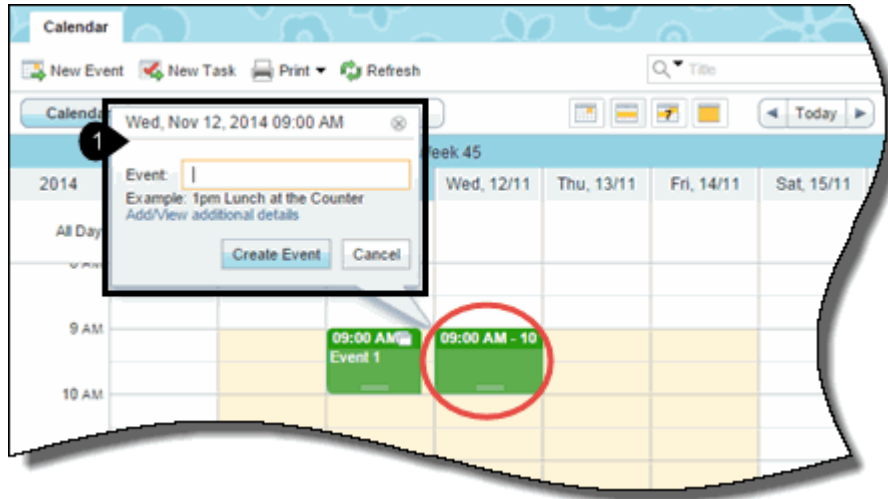 Calendar
New Event New Task Print Refresh
Title
Calenda
Today
1
Wed, Nov 12, 2014 09:00 AM
Event:
Example: 1pm Lunch at the Counter
Add/View additional details
Create Event Cancel
eek 45
2014 Wed, 12/11 Thu, 13/11 Fri, 14/11 Sat, 15/11
All Day
9 AM
09:00 AM
Event 1
09:00 AM - 10
10 AM